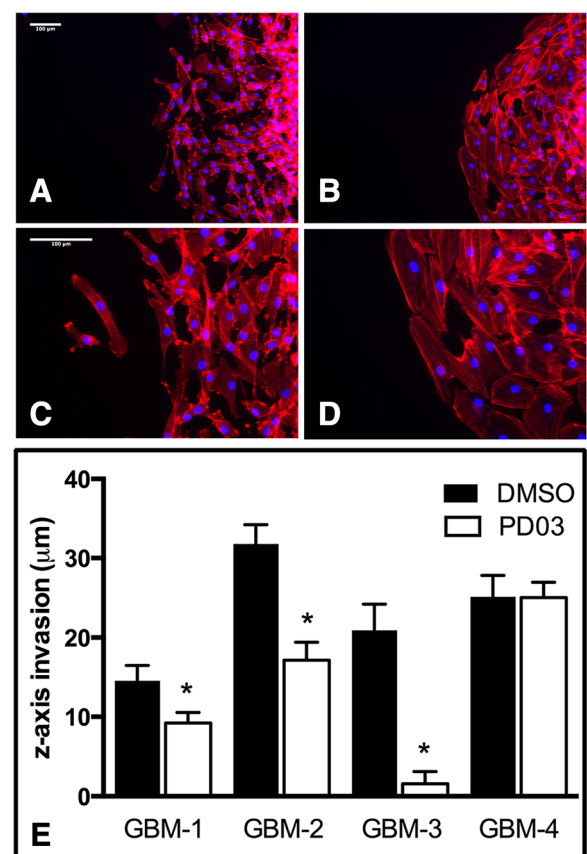 100 µm
A
B
100 µm
C
D
40
30
20
10
0
z-axis invasion (µm)
DMSO
PD03
*
*
*
GBM-1 GBM-2 GBM-3 GBM-4
E